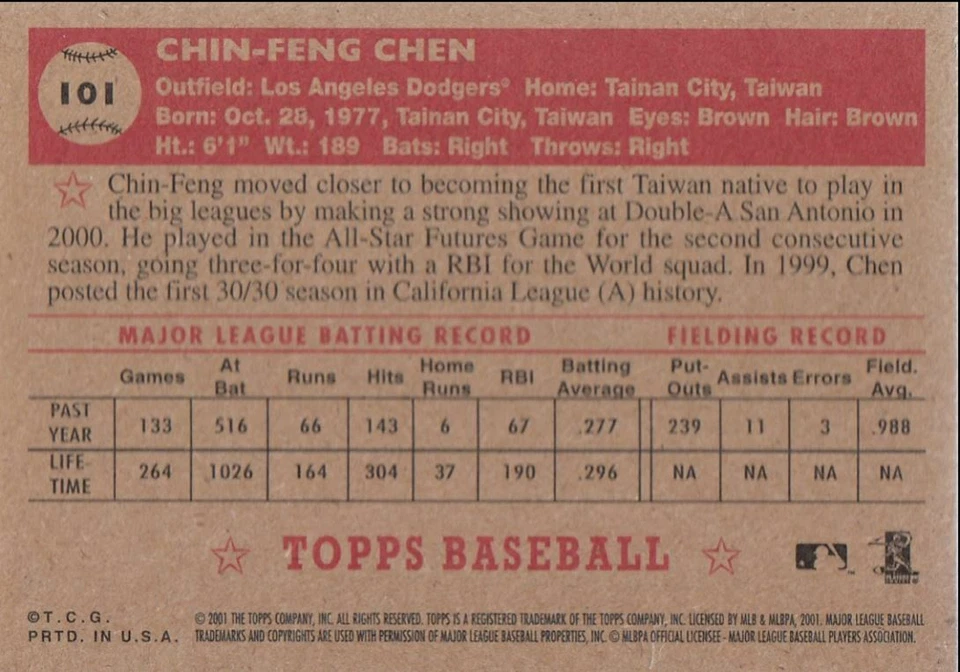 101
CHIN-FENG CHEN
Outfield: Los Angeles Dodgers® Home: Tainan City, Taiwan
Born: Oct. 28, 1977, Tainan City, Taiwan Eyes: Brown Hair: Brown
Ht.: 6'1" Wt.: 189 Bats: Right Throws: Right
Chin-Feng moved closer to becoming the first Taiwan native to play in
the big leagues by making a strong showing at Double-A San Antonio in
2000. He played in the All-Star Futures Game for the second consecutive
season, going three-for-four with a RBI for the World squad. In 1999, Chen
posted the first 30/30 season in California League (A) history.
MAJOR LEAGUE BATTING RECORD FIELDING RECORD
Games At Bat Runs Hits Home Runs RBI Batting Average Put-Outs Assists Errors Field. Avg.
PAST YEAR 133 516 66 143 6 67 .277 239 11 3 .988
LIFE-TIME 264 1026 164 304 37 190 .296 NA NA NA NA
TOPPS BASEBALL
©T.C.G.
PRTD. IN U.S.A.
© 2001 THE TOPPS COMPANY, INC. ALL RIGHTS RESERVED. TOPPS IS A REGISTERED TRADEMARK OF THE TOPPS COMPANY, INC. LICENSED BY MLB & MLBPA, 2001. MAJOR LEAGUE BASEBALL
TRADEMARKS AND COPYRIGHTS ARE USED WITH PERMISSION OF MAJOR LEAGUE BASEBALL PROPERTIES, INC. © MLBPA OFFICIAL LICENSEE - MAJOR LEAGUE BASEBALL PLAYERS ASSOCIATION.